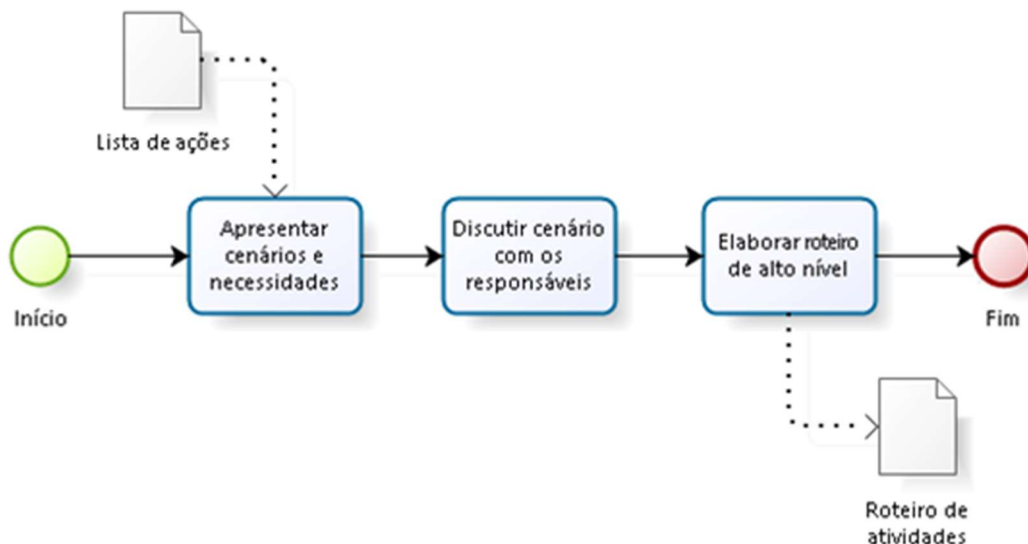 Lista de ações
Início
Apresentar
cenários e
necessidades
Discutir cenário
com os
responsáveis
Elaborar roteiro
de alto nível
Fim
Roteiro de
atividades